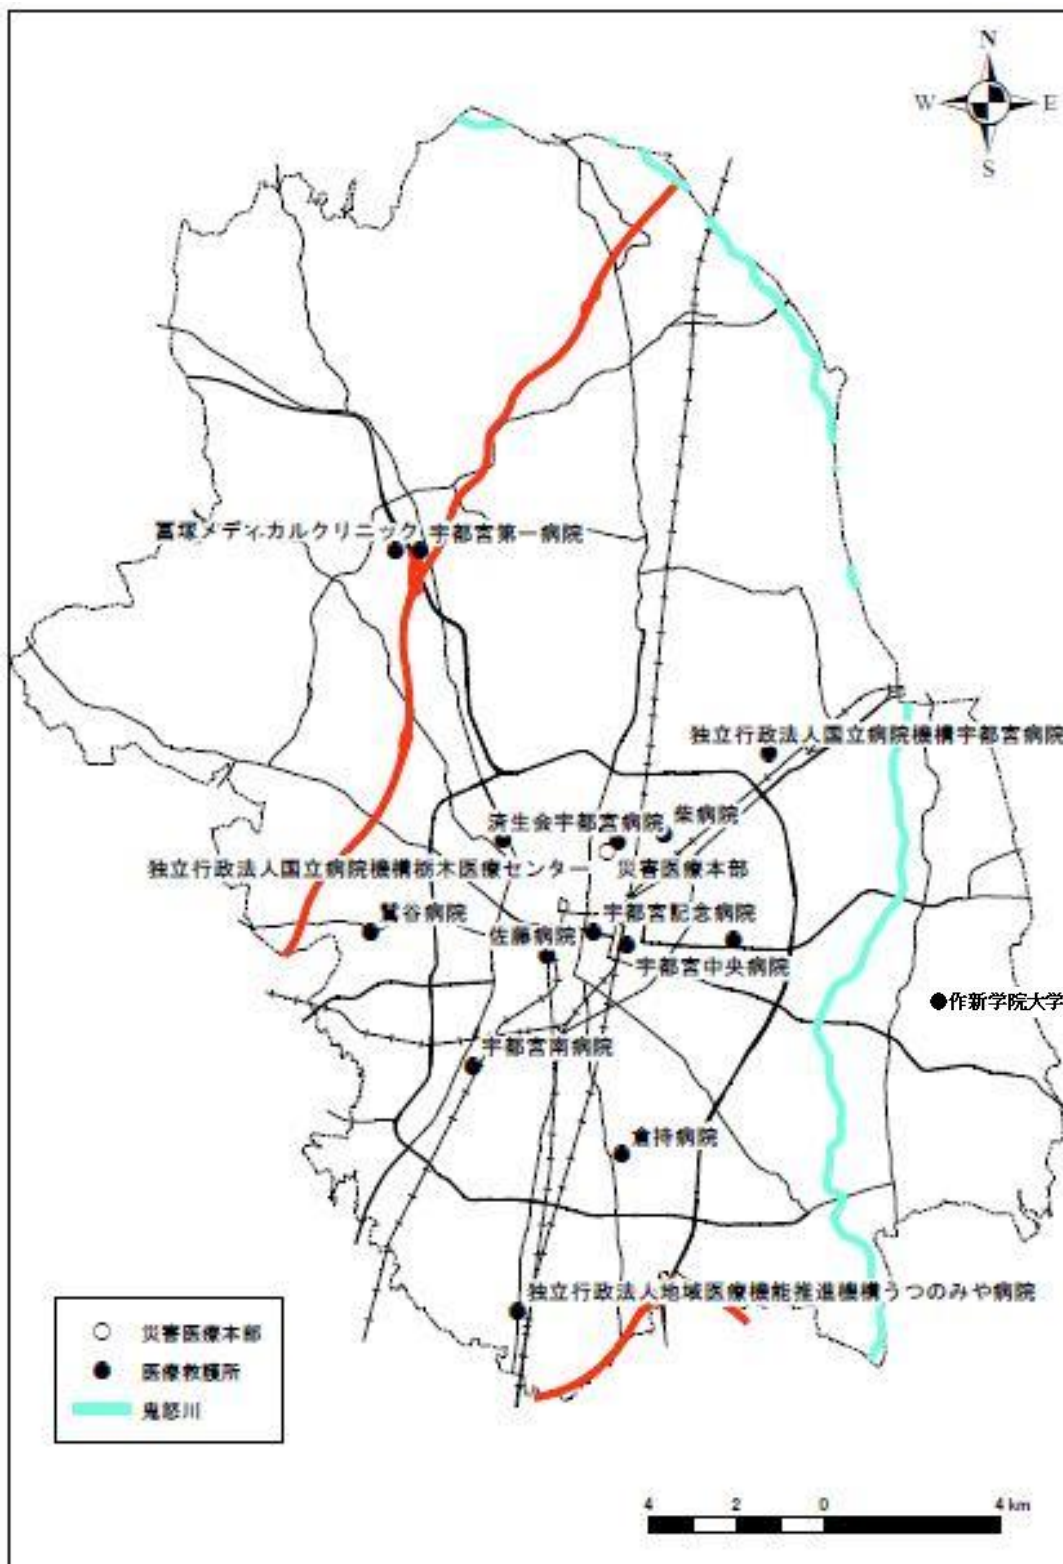 N
W
E
S
冨塚メディカルクリニック
宇都宮第一病院
独立行政法人国立病院機構宇都宮病院
済生会宇都宮病院
柴病院
独立行政法人国立病院機構栃木医療センター
災害医療本部
鷲谷病院
宇都宮記念病院
佐藤病院
宇都宮中央病院
作新学院大学
宇都宮南病院
倉持病院
独立行政法人地域医療機能推進機構うつのみや病院
災害医療本部
医療救護所
鬼怒川
4 2 0 4 km